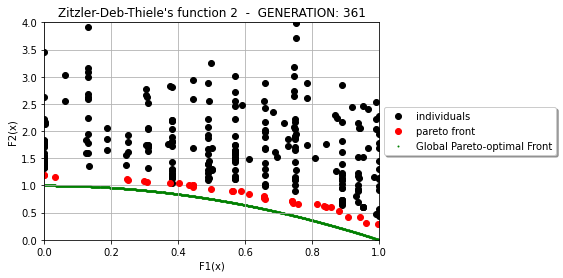 Zitzler-Deb-Thiele's function 2 - GENERATION: 361
4.0
3.5
3.0
2.5
2.0
1.5
1.0
0.5
0.0
F2(x)
0.0 0.2 0.4 0.6 0.8 1.0
F1(x)
individuals
pareto front
Global Pareto-optimal Front